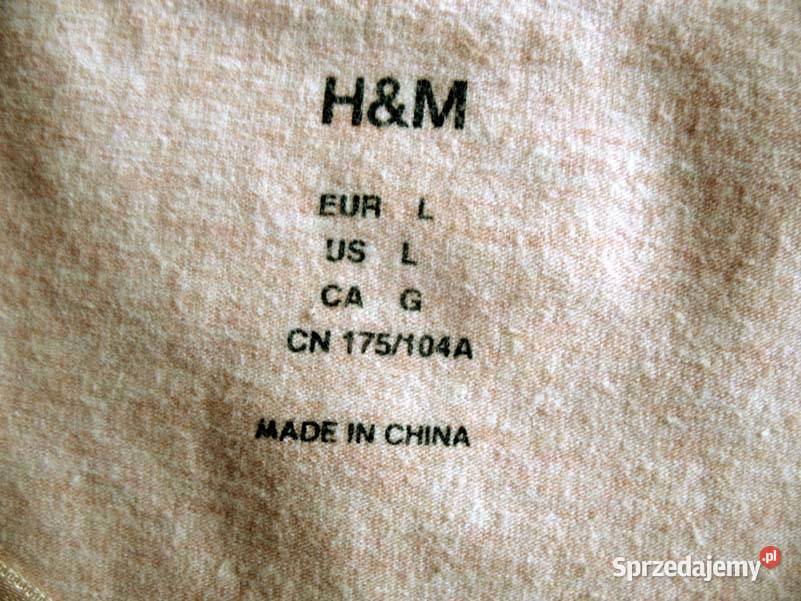 H&M
EUR L
US L
CA G
CN 175/104A
MADE IN CHINA
Sprzedajemy.pl